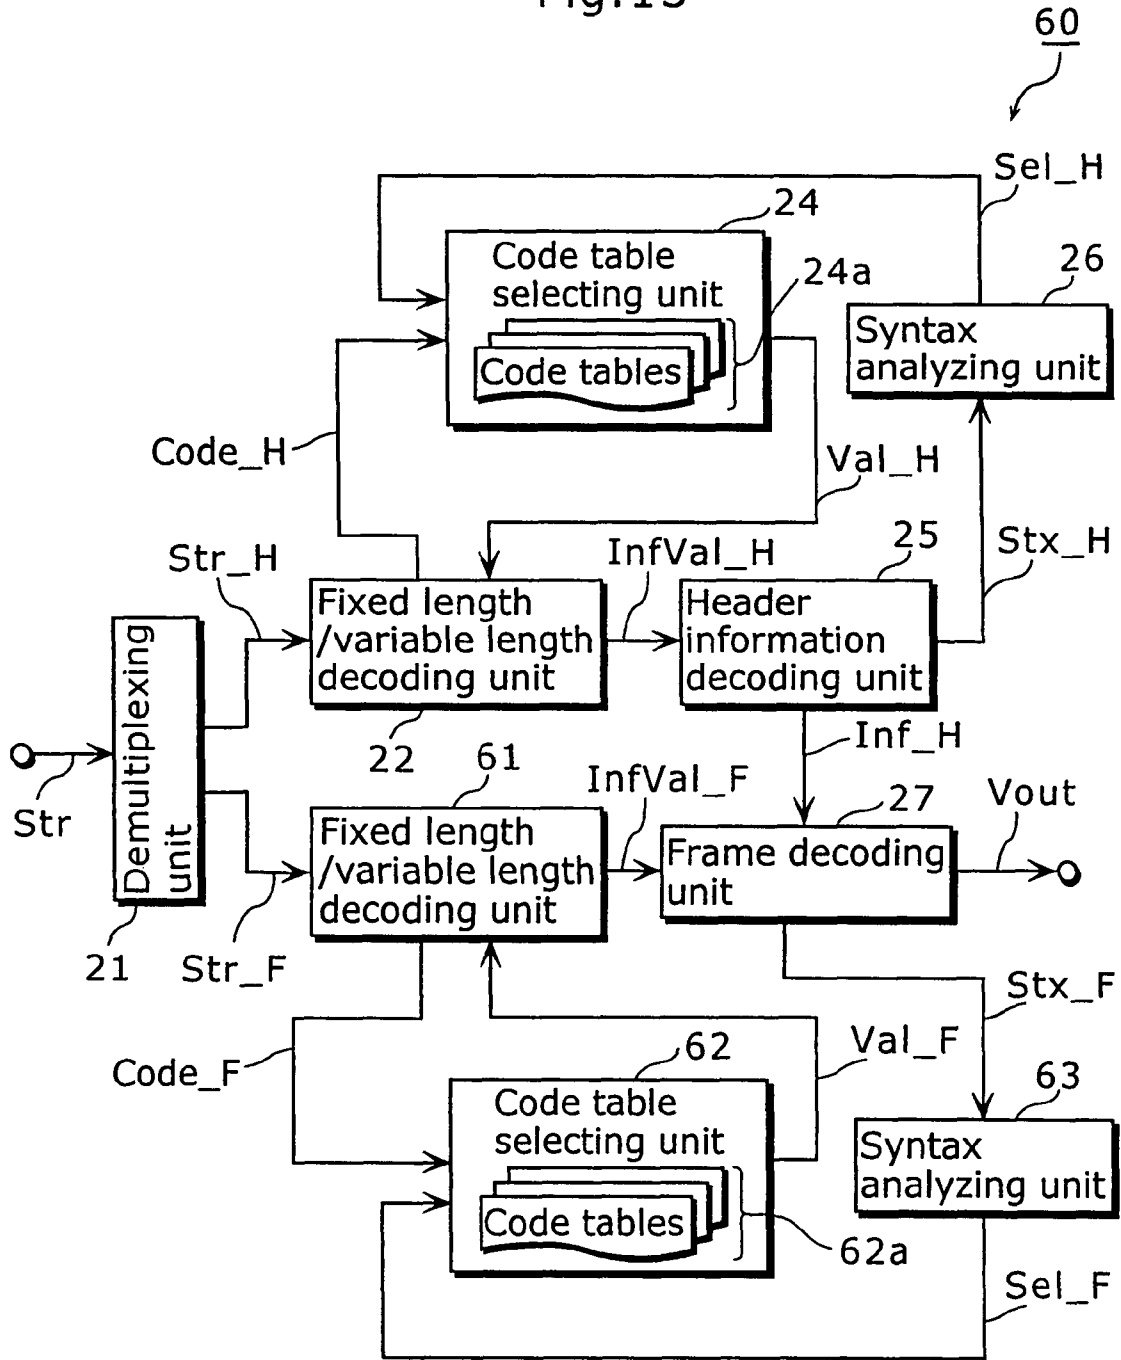 60
Sel_H
24
Code table
selecting unit
24a
Code tables
26
Syntax
analyzing unit
Code_H
Val_H
Str_H
InfVal_H
25
Stx_H
Fixed length
/variable length
decoding unit
Header
information
decoding unit
Demultiplexing
unit
22
Inf_H
Str
61
InfVal_F
27
Vout
Fixed length
/variable length
decoding unit
Frame decoding
unit
21
Str_F
Stx_F
Code_F
62
Val_F
63
Code table
selecting unit
Code tables
62a
Syntax
analyzing unit
Sel_F